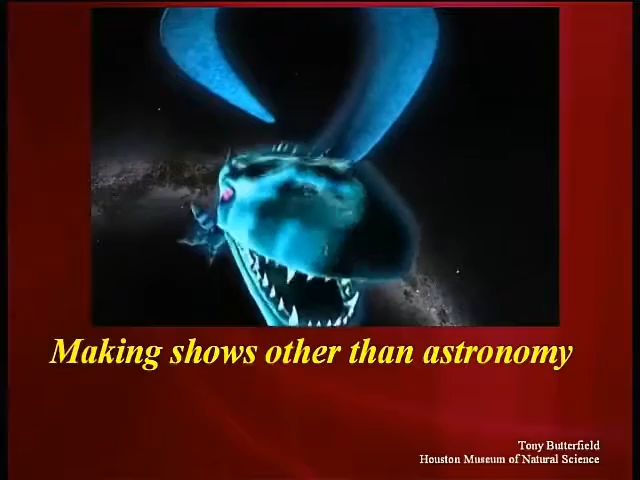 Making shows other than astronomy
Tony Butterfield
Houston Museum of Natural Science